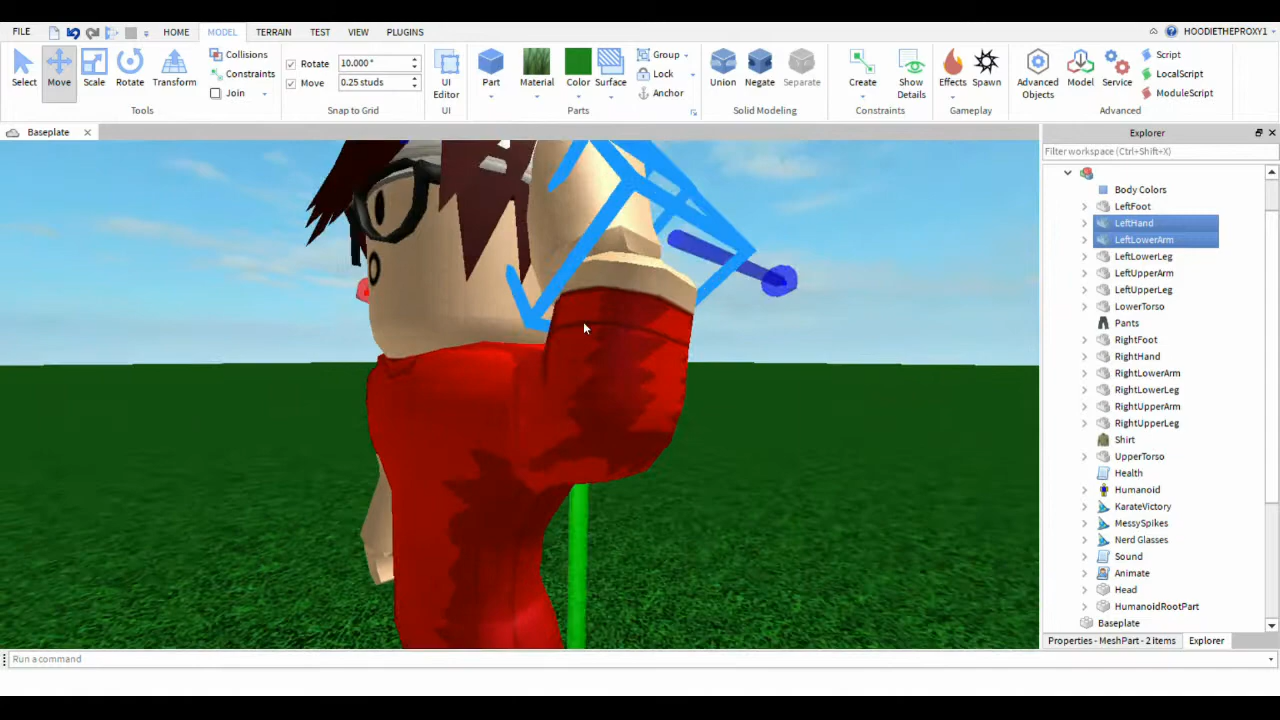 FILE HOME MODEL TERRAIN TEST VIEW PLUGINS HOODIETHEPROXY1
Select Move Scale Rotate Transform
Collisions
Constraints
Join
Tools
Rotate 10.000 °
Move 0.25 studs
Snap to Grid
UI Editor
UI
Part Material Color Surface
Group
Lock
Anchor
Parts
Union Negate Separate
Solid Modeling
Create Show Details
Constraints
Effects Spawn
Gameplay
Advanced Objects Model Service
Script
LocalScript
ModuleScript
Advanced
Baseplate
Explorer
Filter workspace (Ctrl+Shift+X)
Body Colors
LeftFoot
LeftHand
LeftLowerArm
LeftLowerLeg
LeftUpperArm
LeftUpperLeg
LowerTorso
Pants
RightFoot
RightHand
RightLowerArm
RightLowerLeg
RightUpperArm
RightUpperLeg
Shirt
UpperTorso
Health
Humanoid
KarateVictory
MessySpikes
Nerd Glasses
Sound
Animate
Head
HumanoidRootPart
Baseplate
Properties - MeshPart - 2 items Explorer
Run a command